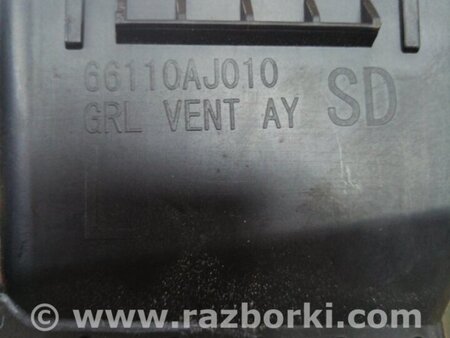 66110AJ010
GRL VENT AY SD
© www.razborki.com